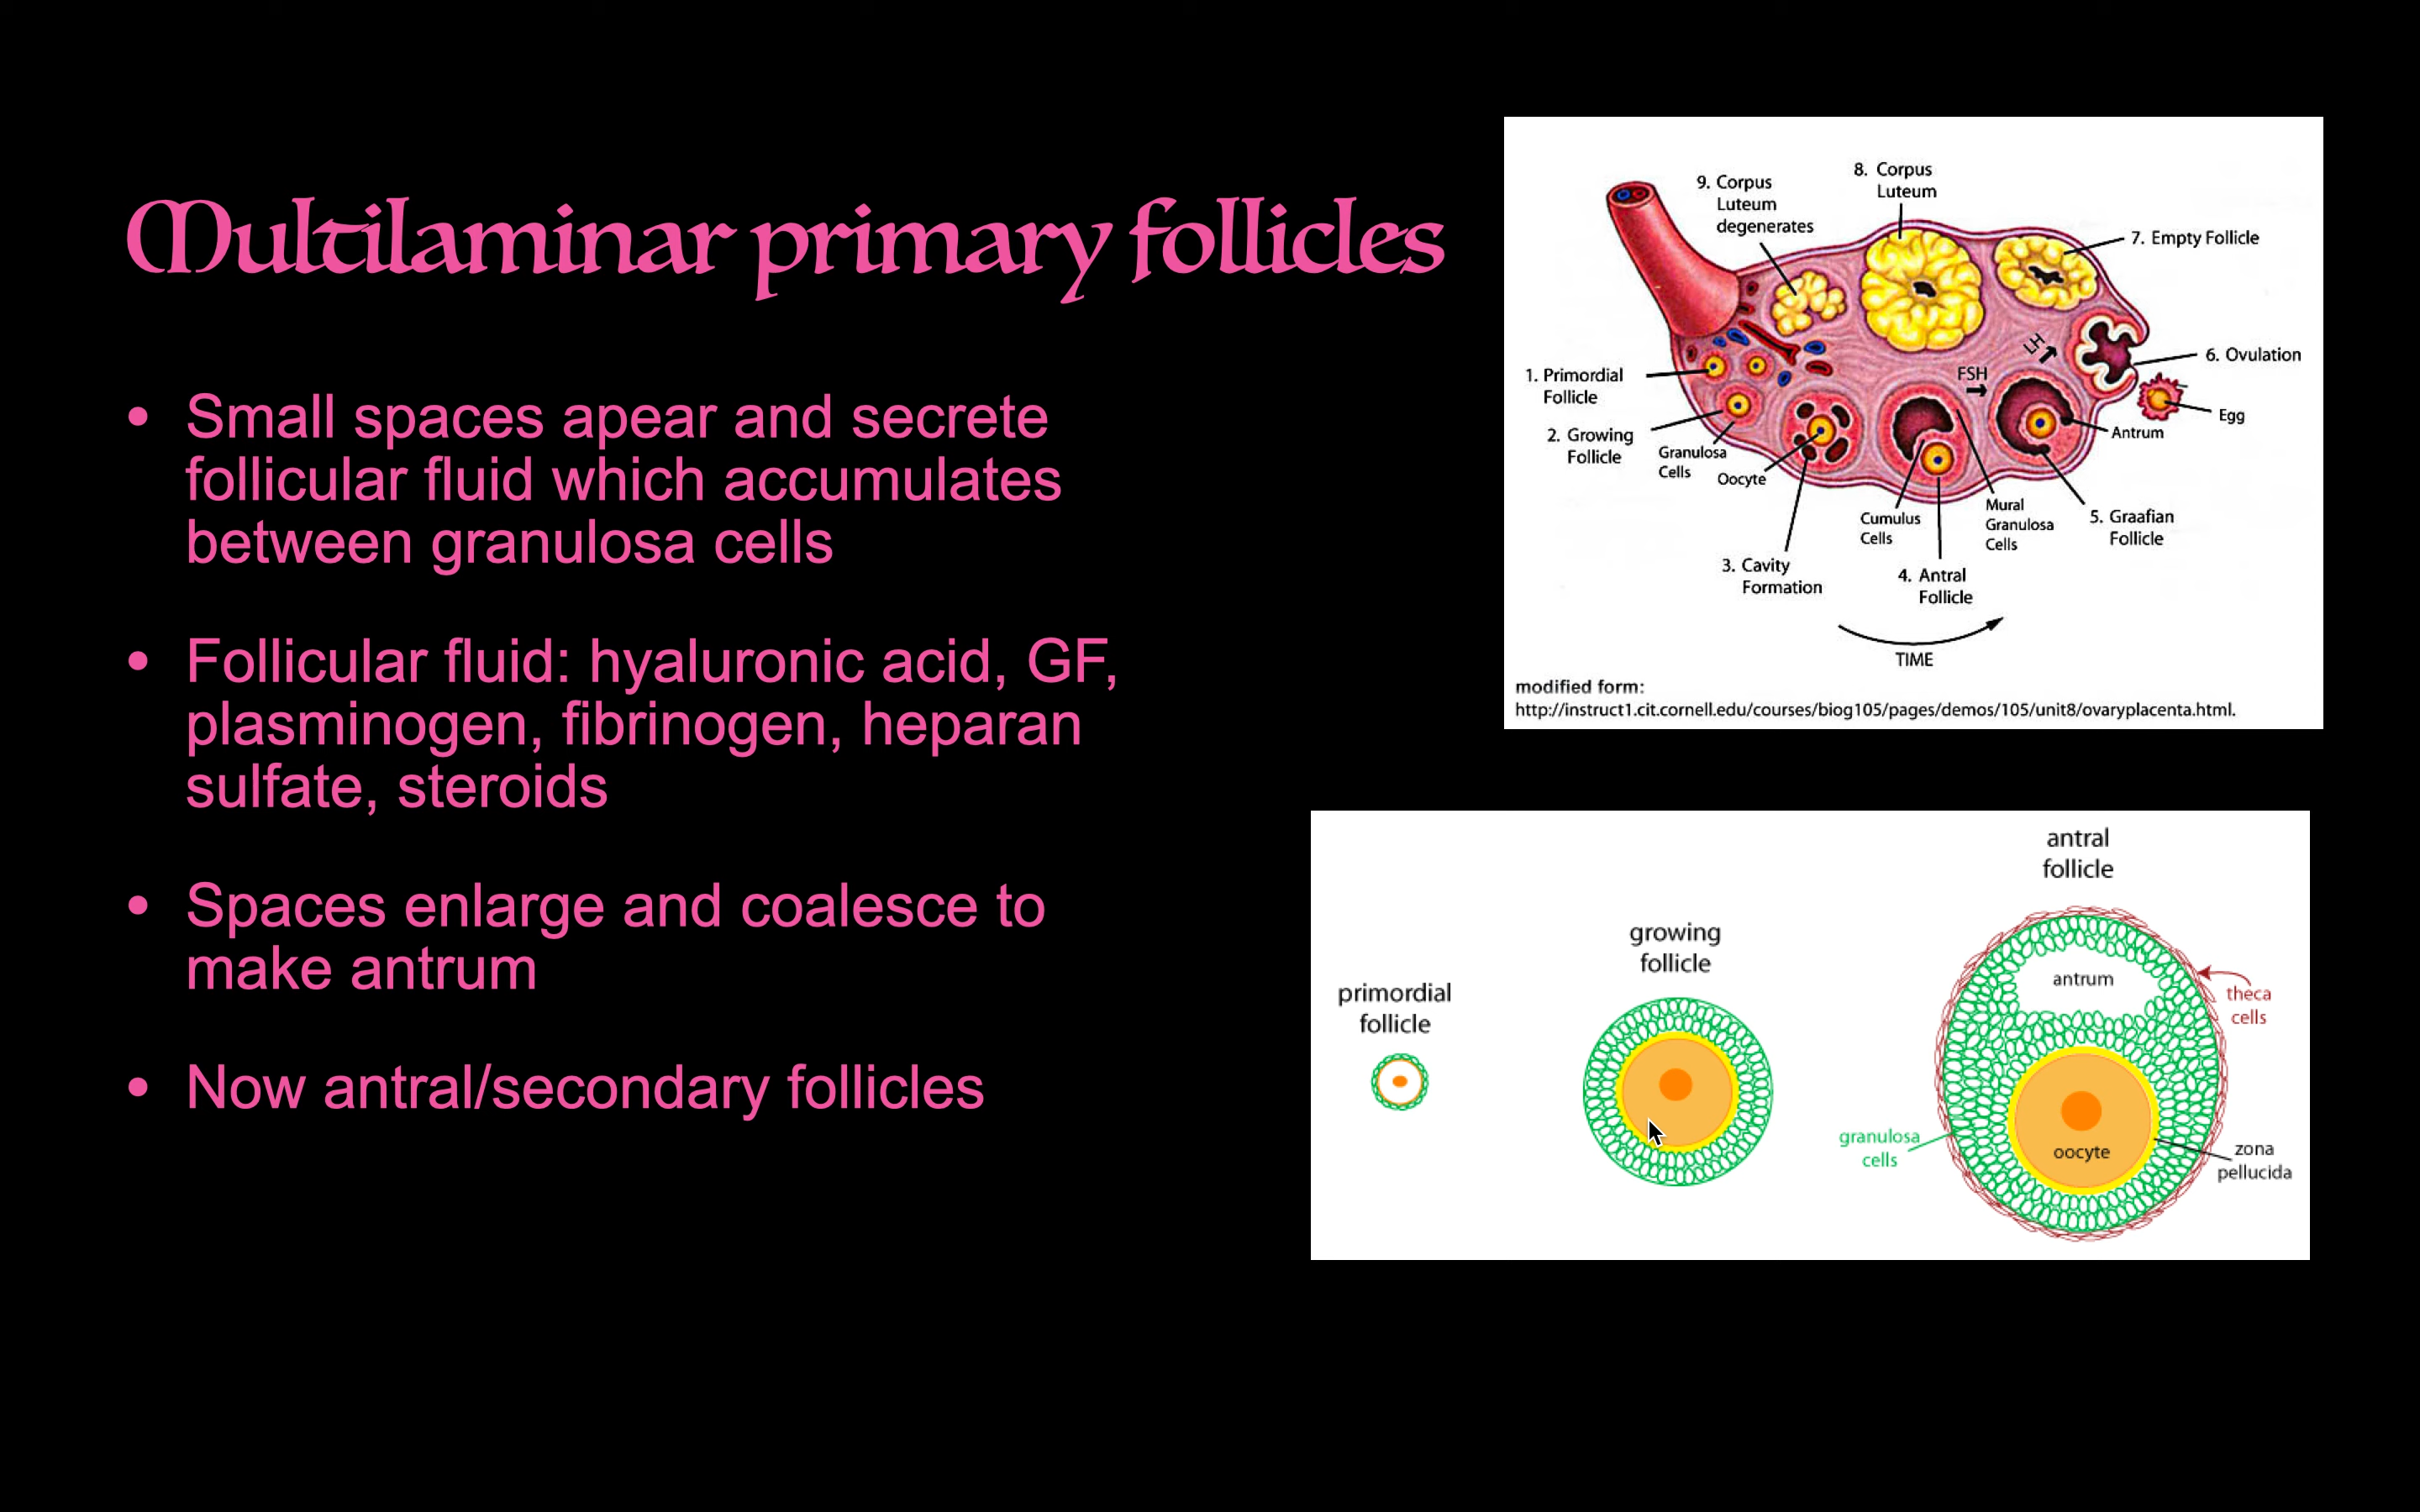 Multilaminar primary follicles
• Small spaces apear and secrete
follicular fluid which accumulates
between granulosa cells
• Follicular fluid: hyaluronic acid, GF,
plasminogen, fibrinogen, heparan
sulfate, steroids
• Spaces enlarge and coalesce to
make antrum
• Now antral/secondary follicles
9. Corpus
Luteum
degenerates
8. Corpus
Luteum
7. Empty Follicle
LH
6. Ovulation
FSH
Egg
Antrum
1. Primordial
Follicle
2. Growing
Follicle
Granulosa
Cells
Oocyte
Cumulus
Cells
Mural
Granulosa
Cells
5. Graafian
Follicle
3. Cavity
Formation
4. Antral
Follicle
TIME
modified form:
http://instruct1.cit.cornell.edu/courses/biog105/pages/demos/105/unit8/ovaryplacenta.html.
primordial
follicle
growing
follicle
antral
follicle
antrum
theca
cells
granulosa
cells
oocyte
zona
pellucida